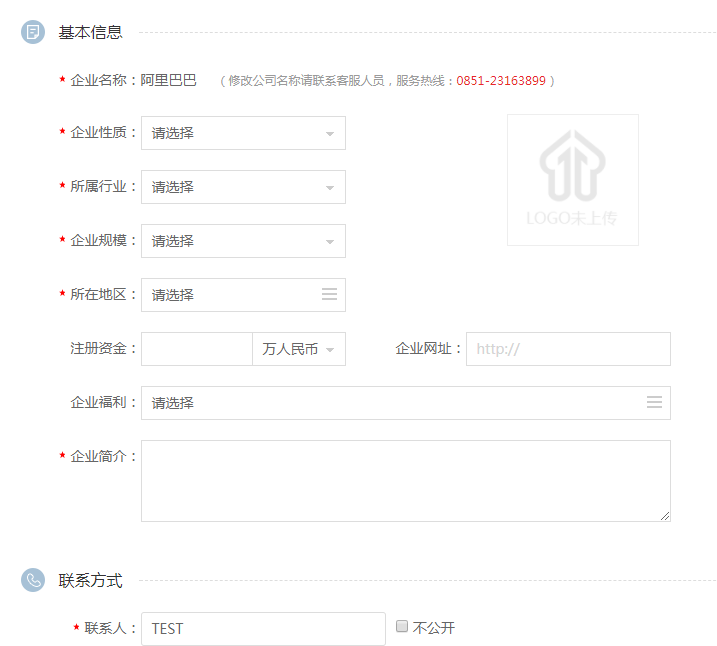 基本信息
* 企业名称：阿里巴巴 （修改公司名称请联系客服人员，服务热线：0851-23163899）
* 企业性质： 请选择
* 所属行业： 请选择
LOGO未上传
* 企业规模： 请选择
* 所在地区： 请选择
注册资金： 万人民币 企业网址： http://
企业福利： 请选择
* 企业简介：
联系方式
* 联系人： TEST 不公开